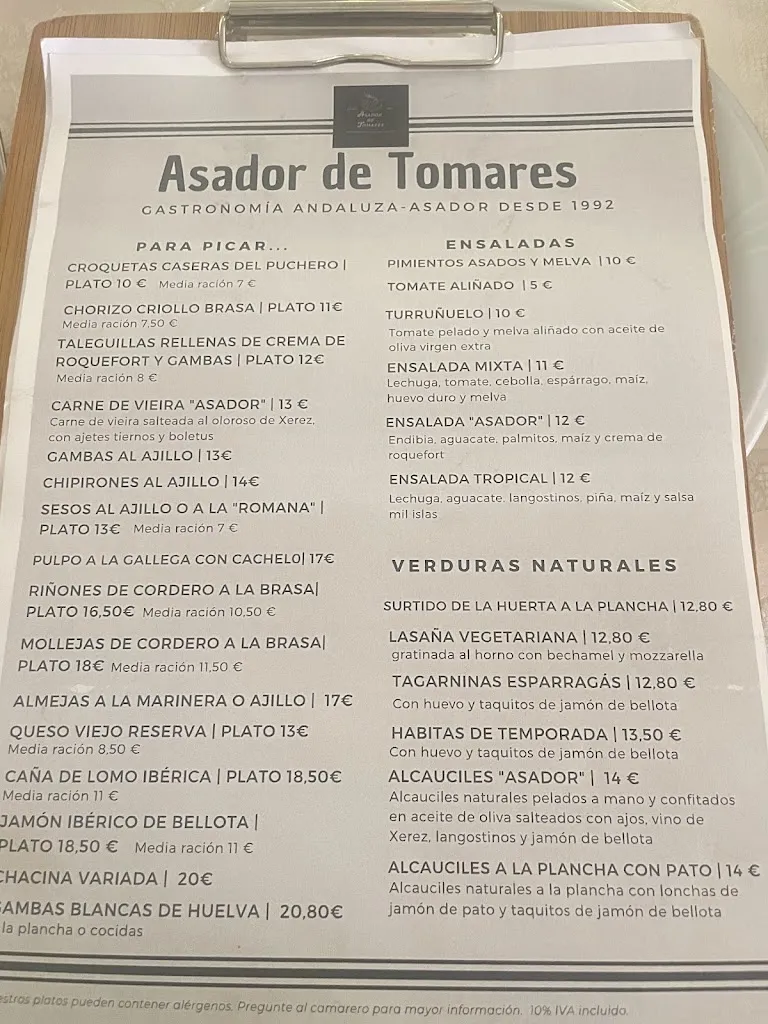 ASADOR
DE
TOMARES
Asador de Tomares
GASTRONOMÍA ANDALUZA-ASADOR DESDE 1992
PARA PICAR...
CROQUETAS CASERAS DEL PUCHERO |
PLATO 10 € Media ración 7 €
CHORIZO CRIOLLO BRASA | PLATO 11€
Media ración 7,50 €
TALEGUILLAS RELLENAS DE CREMA DE
ROQUEFORT Y GAMBAS | PLATO 12€
Media ración 8 €
CARNE DE VIEIRA "ASADOR" | 13 €
Carne de vieira salteada al oloroso de Xerez,
con ajetes tiernos y boletus
GAMBAS AL AJILLO | 13€
CHIPIRONES AL AJILLO | 14€
SESOS AL AJILLO O A LA "ROMANA" |
PLATO 13€ Media ración 7 €
PULPO A LA GALLEGA CON CACHELO| 17€
RIÑONES DE CORDERO A LA BRASA|
PLATO 16,50€ Media ración 10,50 €
MOLLEJAS DE CORDERO A LA BRASA|
PLATO 18€ Media ración 11,50 €
ALMEJAS A LA MARINERA O AJILLO | 17€
QUESO VIEJO RESERVA | PLATO 13€
Media ración 8,50 €
CAÑA DE LOMO IBÉRICA | PLATO 18,50€
Media ración 11 €
JAMÓN IBÉRICO DE BELLOTA |
PLATO 18,50 € Media ración 11 €
CHACINA VARIADA | 20€
GAMBAS BLANCAS DE HUELVA | 20,80€
la plancha o cocidas
ENSALADAS
PIMIENTOS ASADOS Y MELVA | 10 €
TOMATE ALIÑADO | 5 €
TURRUÑUELO | 10 €
Tomate pelado y melva aliñado con aceite de
oliva virgen extra
ENSALADA MIXTA | 11 €
Lechuga, tomate, cebolla, espárrago, maíz,
huevo duro y melva
ENSALADA "ASADOR" | 12 €
Endibia, aguacate, palmitos, maíz y crema de
roquefort
ENSALADA TROPICAL | 12 €
Lechuga, aguacate, langostinos, piña, maíz y salsa
mil islas
VERDURAS NATURALES
SURTIDO DE LA HUERTA A LA PLANCHA | 12,80 €
LASAÑA VEGETARIANA | 12,80 €
gratinada al horno con bechamel y mozzarella
TAGARNINAS ESPARRAGÁS | 12,80 €
Con huevo y taquitos de jamón de bellota
HABITAS DE TEMPORADA | 13,50 €
Con huevo y taquitos de jamón de bellota
ALCAUCILES "ASADOR" | 14 €
Alcauciles naturales pelados a mano y confitados
en aceite de oliva salteados con ajos, vino de
Xerez, langostinos y jamón de bellota
ALCAUCILES A LA PLANCHA CON PATO | 14 €
Alcauciles naturales a la plancha con lonchas de
jamón de pato y taquitos de jamón de bellota
estros platos pueden contener alérgenos. Pregunte al camarero para mayor información. 10% IVA incluido.